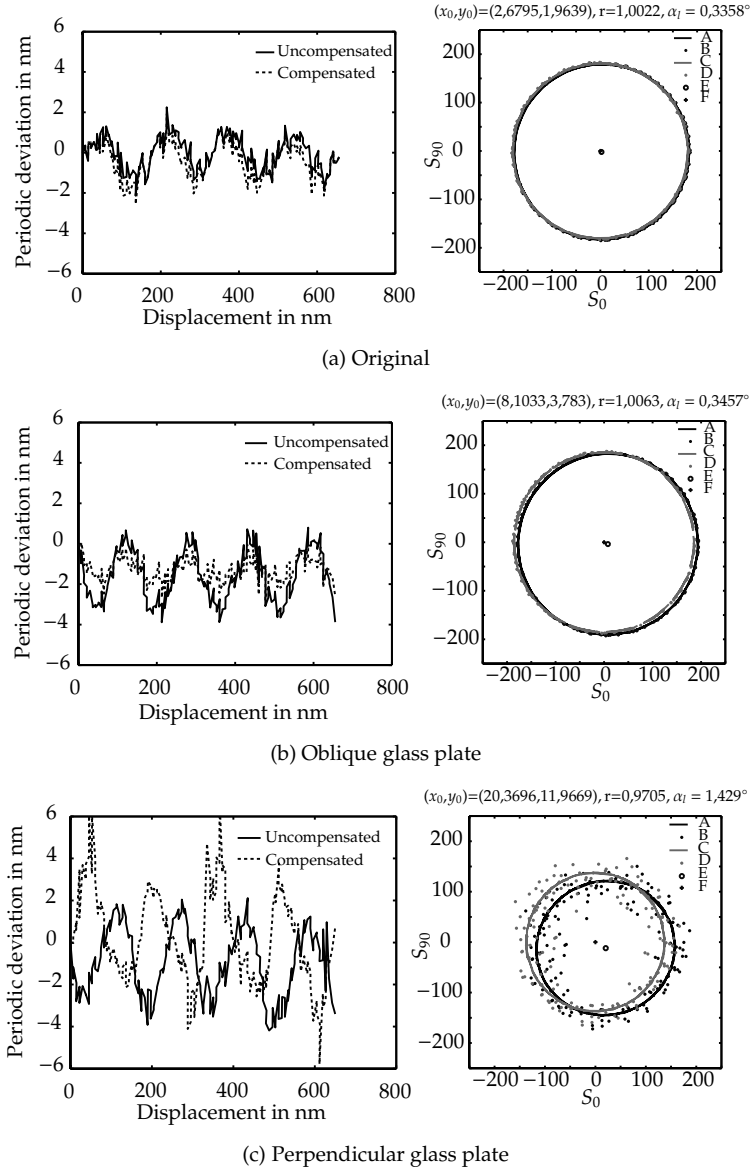 (x₀,y₀)=(2,6795,1,9639), r=1,0022, αₗ = 0,3358°
6
4
2
0
−2
−4
−6
Periodic deviation in nm
Uncompensated
Compensated
0 200 400 600 800
Displacement in nm
200
100
0
−100
−200
S₉₀
A
B
C
D
E
F
−200 −100 0 100 200
S₀
(a) Original
(x₀,y₀)=(8,1033,3,783), r=1,0063, αₗ = 0,3457°
6
4
2
0
−2
−4
−6
Periodic deviation in nm
Uncompensated
Compensated
0 200 400 600 800
Displacement in nm
200
100
0
−100
−200
S₉₀
A
B
C
D
E
F
−200 −100 0 100 200
S₀
(b) Oblique glass plate
(x₀,y₀)=(20,3696,11,9669), r=0,9705, αₗ = 1,429°
6
4
2
0
−2
−4
−6
Periodic deviation in nm
Uncompensated
Compensated
0 200 400 600 800
Displacement in nm
200
100
0
−100
−200
S₉₀
A
B
C
D
E
F
−200 −100 0 100 200
S₀
(c) Perpendicular glass plate